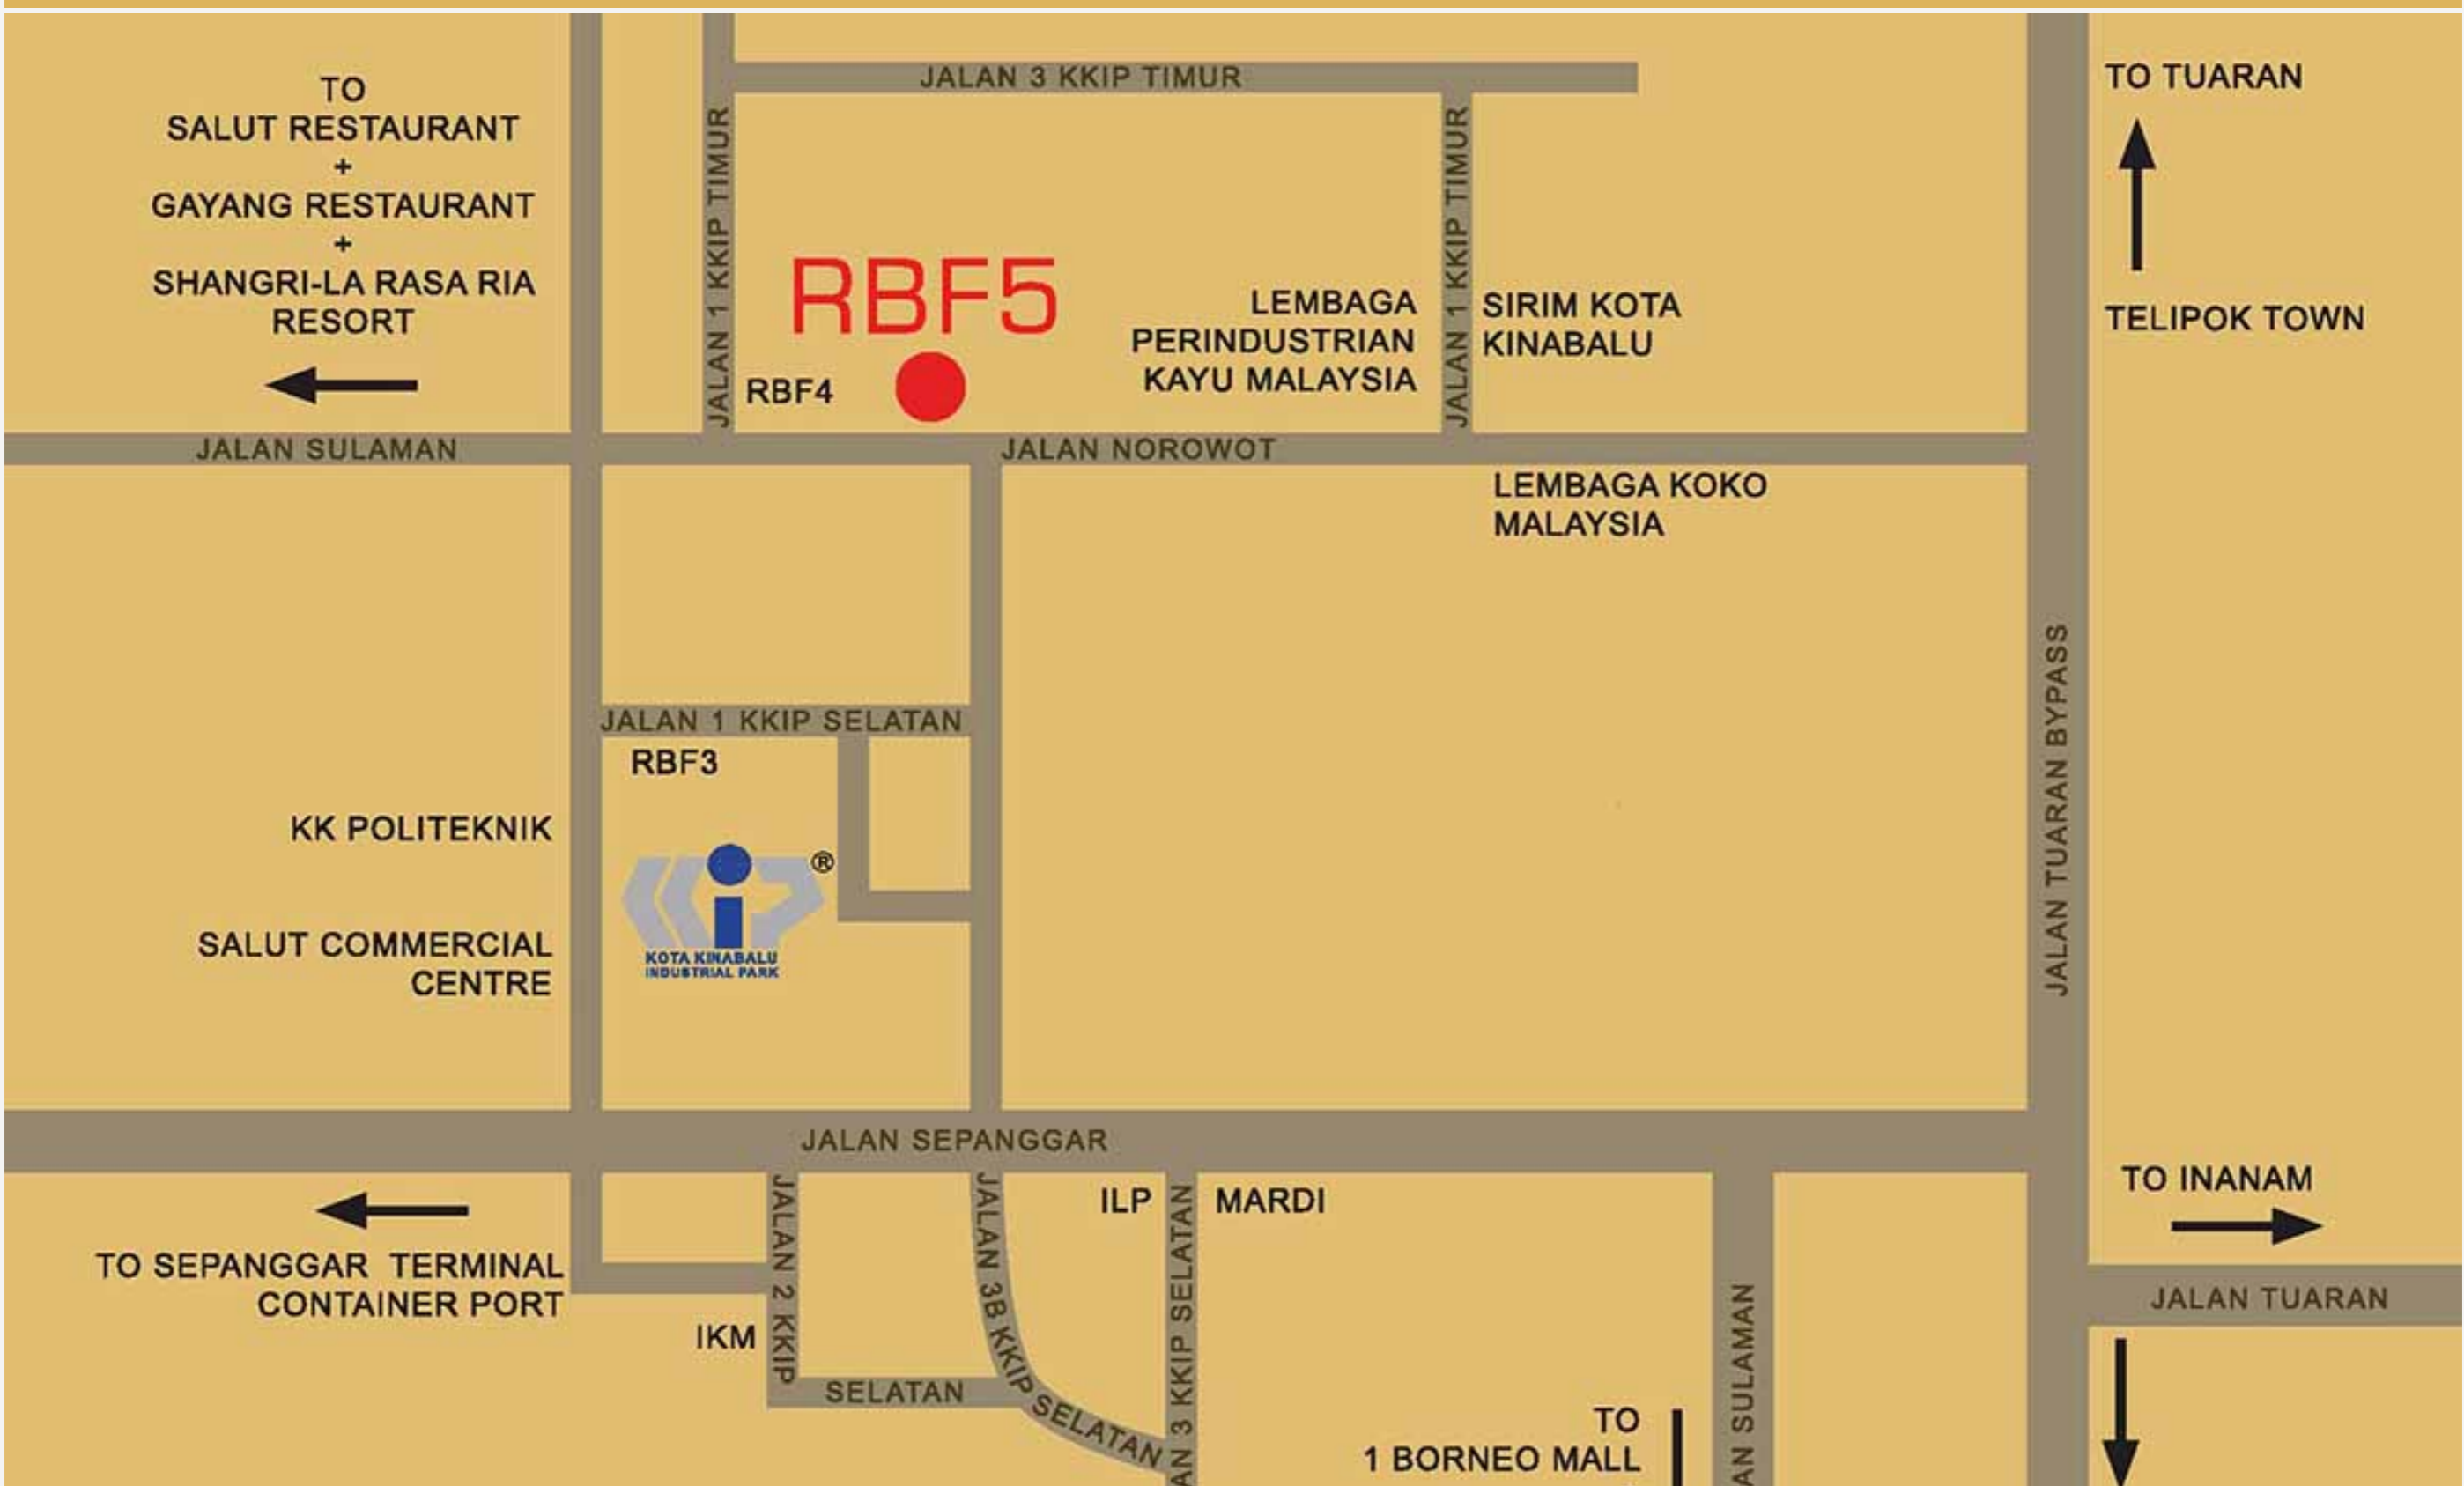 JALAN 3 KKIP TIMUR
TO TUARAN
TO
SALUT RESTAURANT
+
GAYANG RESTAURANT
+
SHANGRI-LA RASA RIA
RESORT
JALAN 1 KKIP TIMUR
RBF5
RBF4
LEMBAGA
PERINDUSTRIAN
KAYU MALAYSIA
JALAN 1 KKIP TIMUR
SIRIM KOTA
KINABALU
TELIPOK TOWN
JALAN SULAMAN
JALAN NOROWOT
LEMBAGA KOKO
MALAYSIA
JALAN 1 KKIP SELATAN
RBF3
KK POLITEKNIK
®
KKIP
KOTA KINABALU
INDUSTRIAL PARK
SALUT COMMERCIAL
CENTRE
JALAN TUARAN BYPASS
JALAN SEPANGGAR
TO SEPANGGAR TERMINAL
CONTAINER PORT
JALAN 2 KKIP
SELATAN
IKM
JALAN 3B KKIP SELATAN
ILP
AN 3 KKIP SELATAN
MARDI
TO
1 BORNEO MALL
AN SULAMAN
TO INANAM
JALAN TUARAN